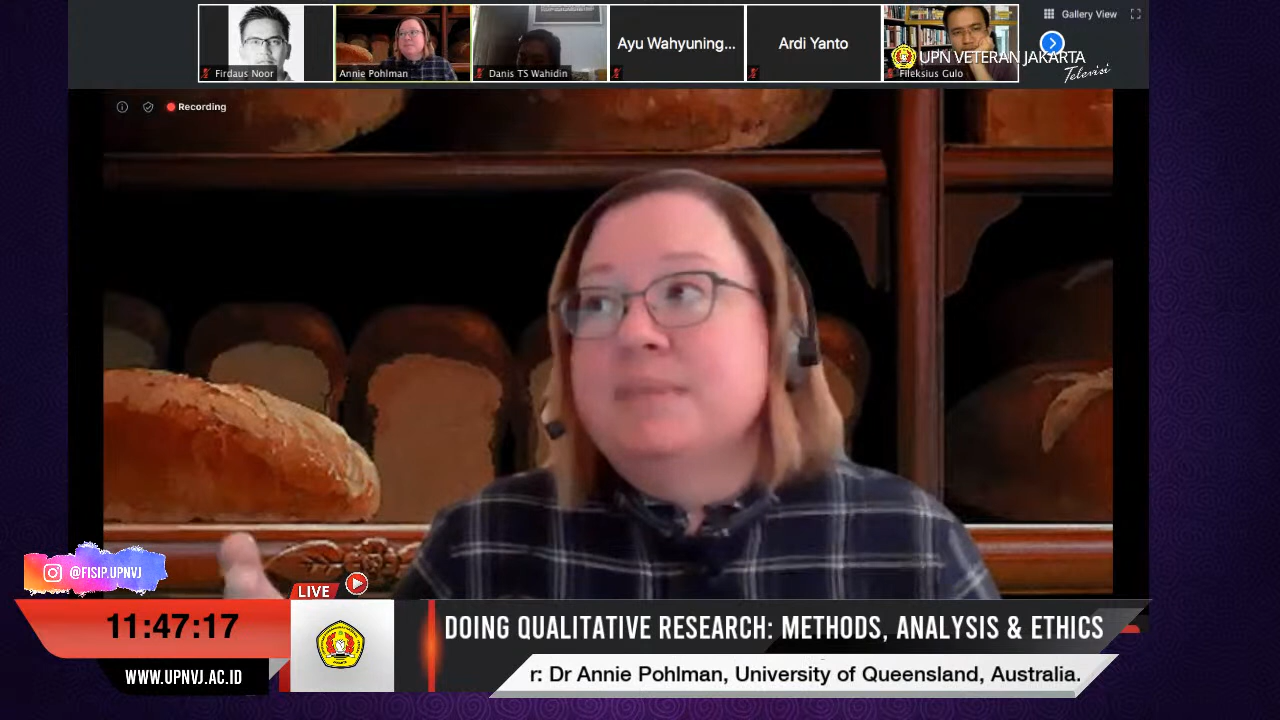 Gallery View
Firdaus Noor
Annie Pohlman
Danis TS Wahidin
Ayu Wahyuning...
Ardi Yanto
Fileksius Gulo
UPN VETERAN JAKARTA
Televisi
Recording
@FISIP.UPNVJ
LIVE
11:47:17
DOING QUALITATIVE RESEARCH: METHODS, ANALYSIS & ETHICS
WWW.UPNVJ.AC.ID
r: Dr Annie Pohlman, University of Queensland, Australia.